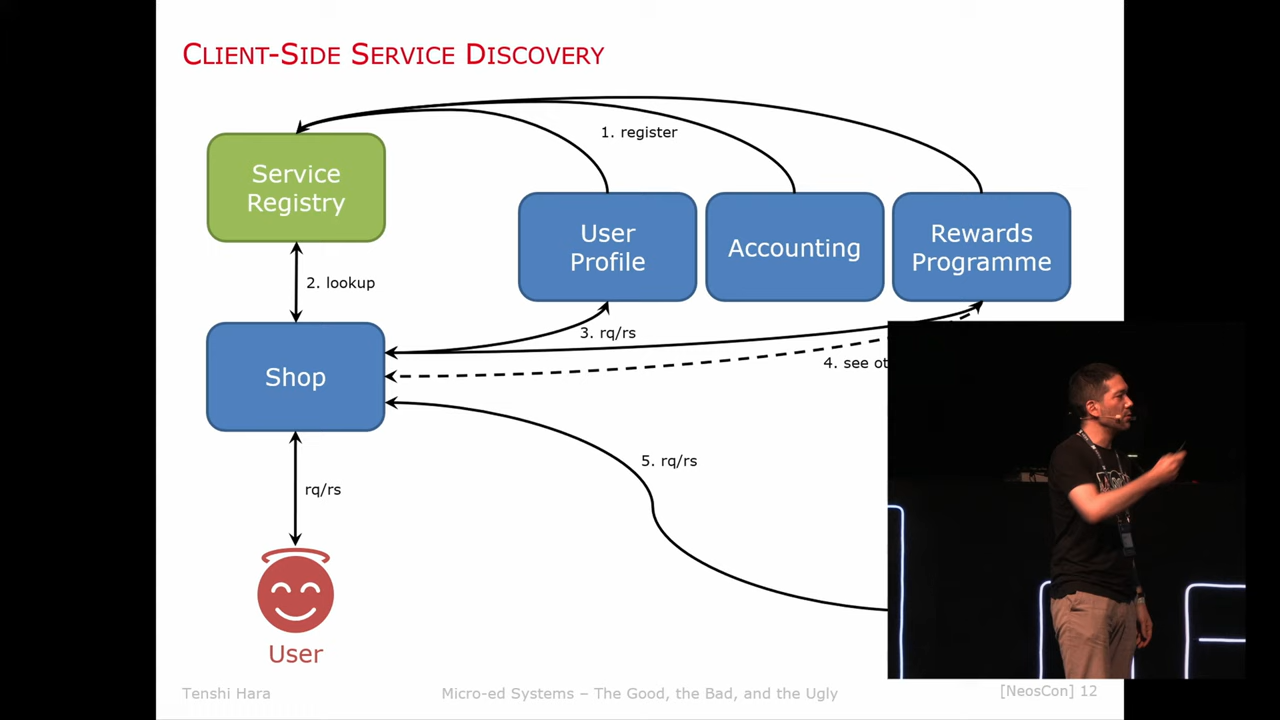 CLIENT-SIDE SERVICE DISCOVERY
1. register
Service
Registry
User
Profile
Accounting
Rewards
Programme
2. lookup
3. rq/rs
4. see
Shop
5. rq/rs
rq/rs
User
Tenshi Hara
Micro-ed Systems – The Good, the Bad, and the Ugly
[NeosCon] 12